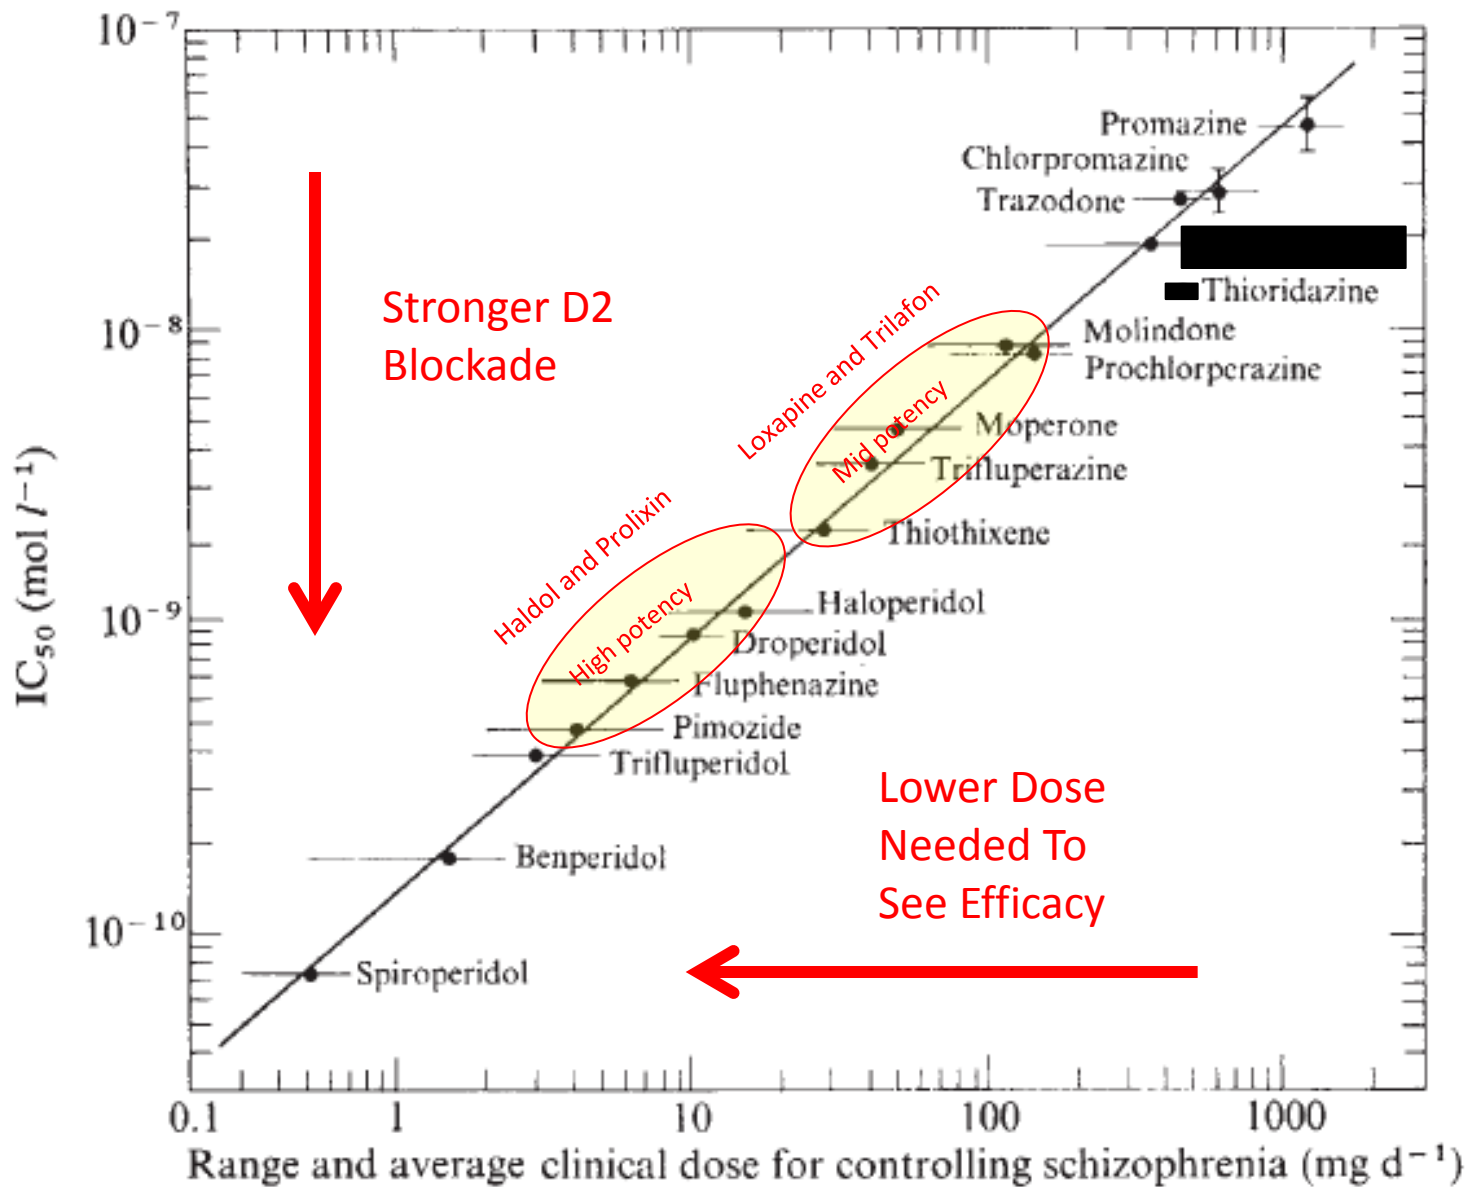 10⁻⁷
Promazine
Chlorpromazine
Trazodone
Thioridazine
Stronger D2
Blockade
10⁻⁸
Loxapine and Trilafon
Mid potency
Molindone
Prochlorperazine
Moperone
Trifluperazine
Thiothixene
Haldol and Prolixin
High potency
10⁻⁹
Haloperidol
Droperidol
Fluphenazine
Pimozide
Trifluperidol
Lower Dose
Needed To
See Efficacy
Benperidol
10⁻¹⁰
Spiroperidol
IC₅₀ (mol l⁻¹)
0.1 1 10 100 1000
Range and average clinical dose for controlling schizophrenia (mg d⁻¹)